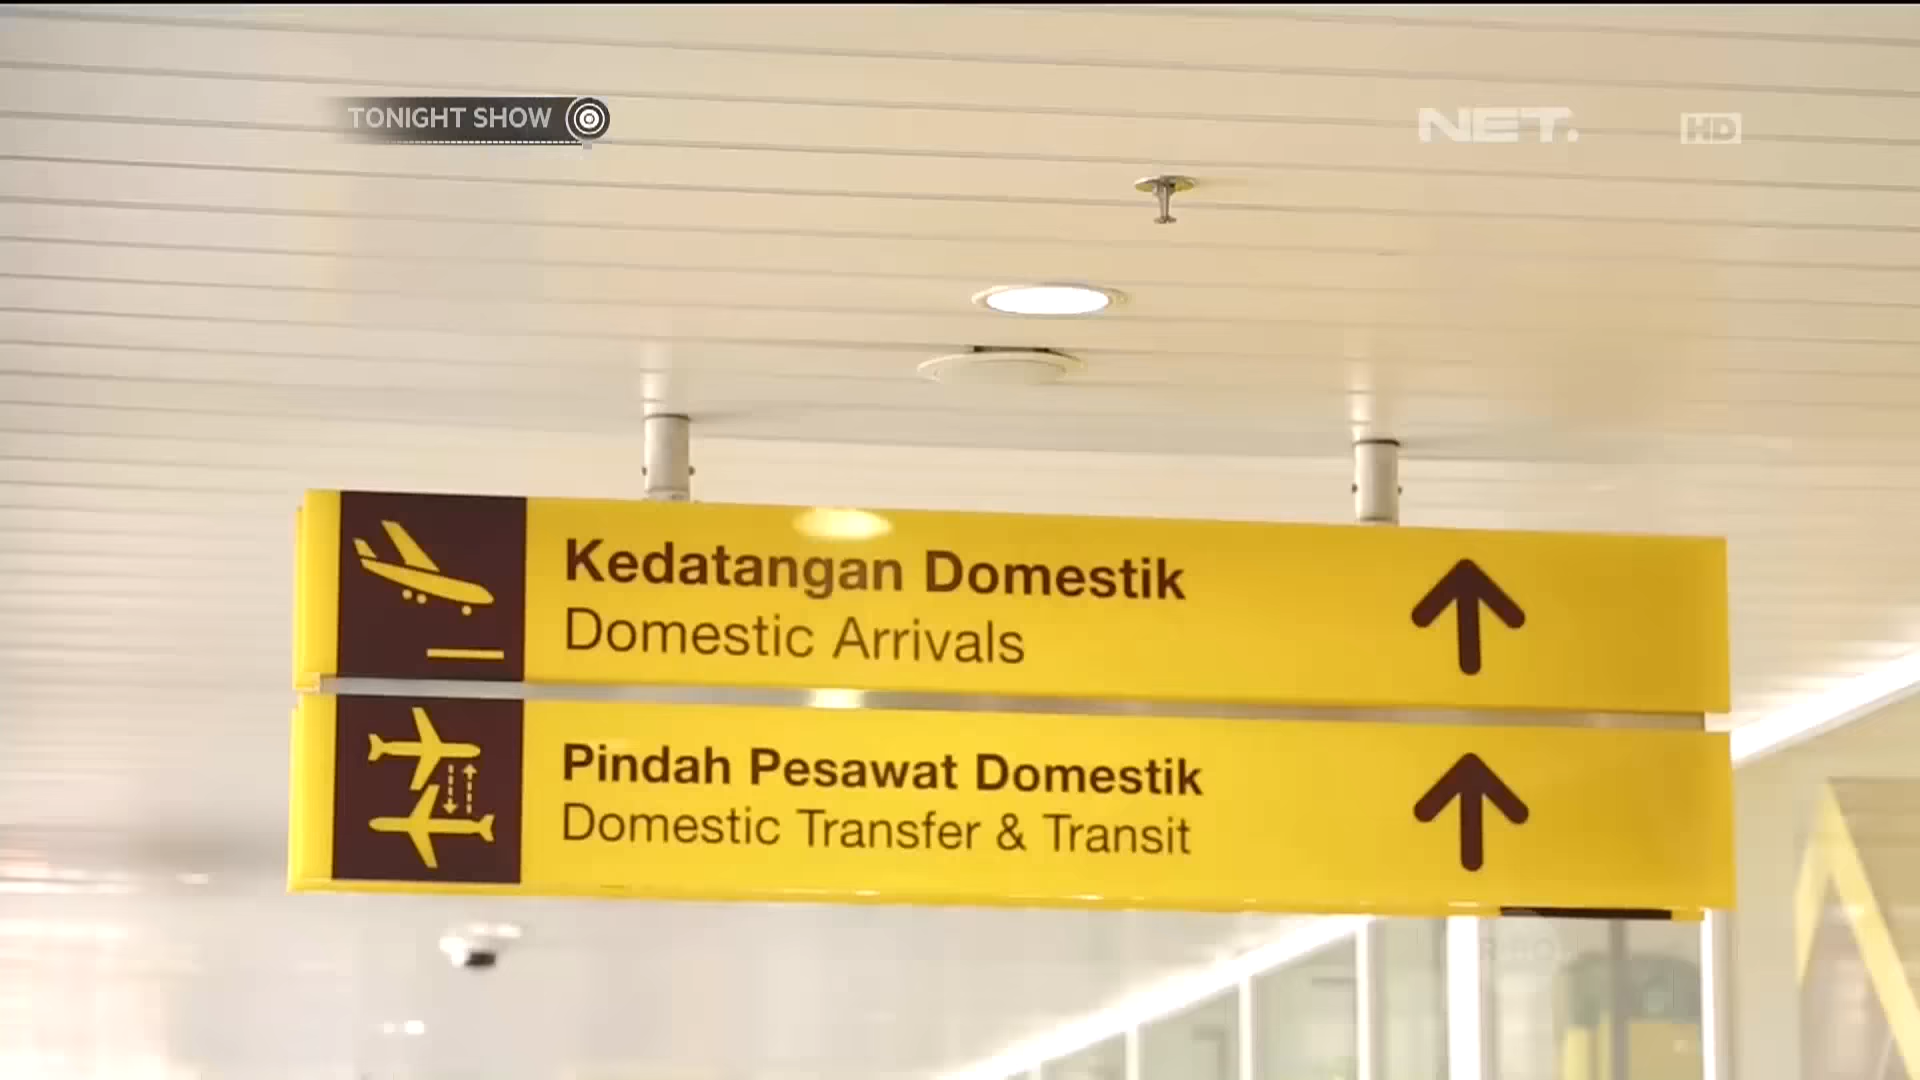 TONIGHT SHOW
NET.
HD
Kedatangan Domestik
Domestic Arrivals
Pindah Pesawat Domestik
Domestic Transfer & Transit